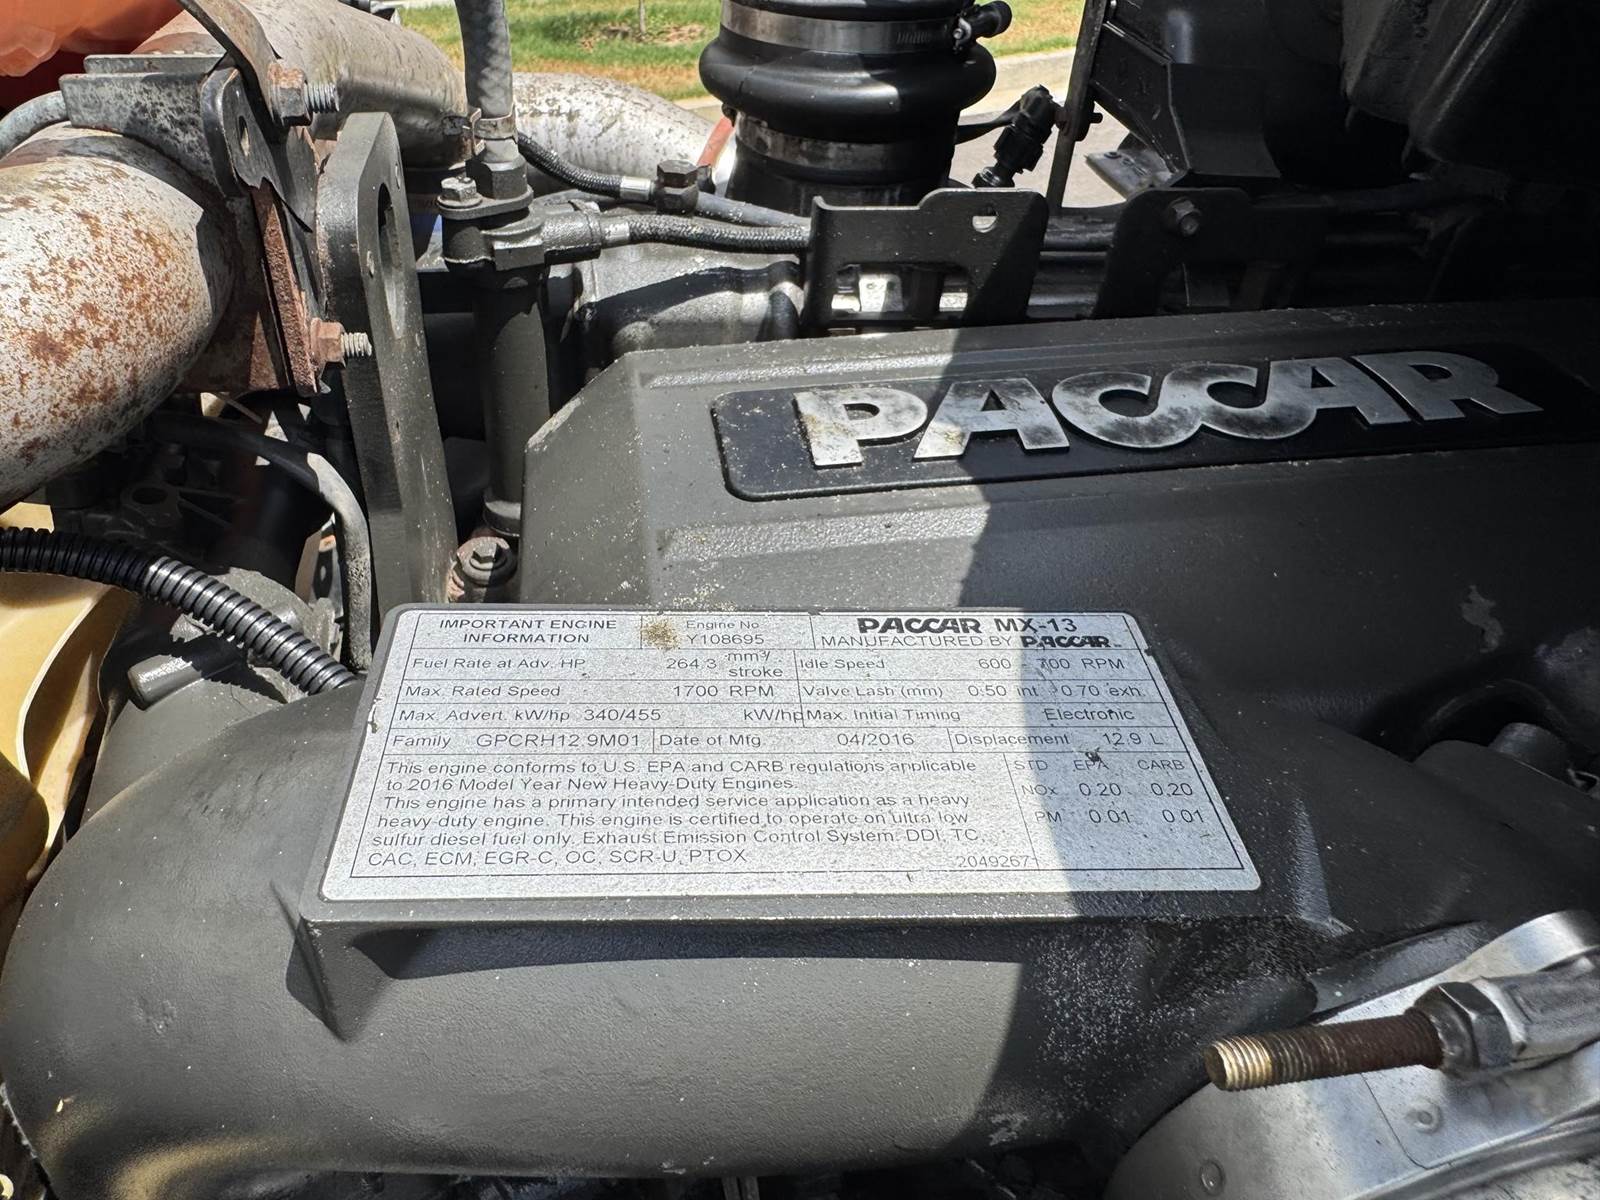 PACCAR
IMPORTANT ENGINE INFORMATION
Engine No.
Y108695
PACCAR MX-13
MANUFACTURED BY PACCAR
Fuel Rate at Adv. HP 264.3 mm³/stroke
Idle Speed 600 - 700 RPM
Max. Rated Speed 1700 RPM
Valve Lash (mm) 0.50 int. 0.70 exh.
Max. Advert. kW/hp 340/455 kW/hp
Max. Initial Timing Electronic
Family GPCRH12.9M01
Date of Mfg. 04/2016
Displacement 12.9 L
This engine conforms to U.S. EPA and CARB regulations applicable
to 2016 Model Year New Heavy-Duty Engines.
This engine has a primary intended service application as a heavy
heavy-duty engine. This engine is certified to operate on ultra low
sulfur diesel fuel only. Exhaust Emission Control System: DDI, TC,
CAC, ECM, EGR-C, OC, SCR-U, PTOX
STD EPA CARB
NOx 0.20 0.20
PM 0.01 0.01
2049267